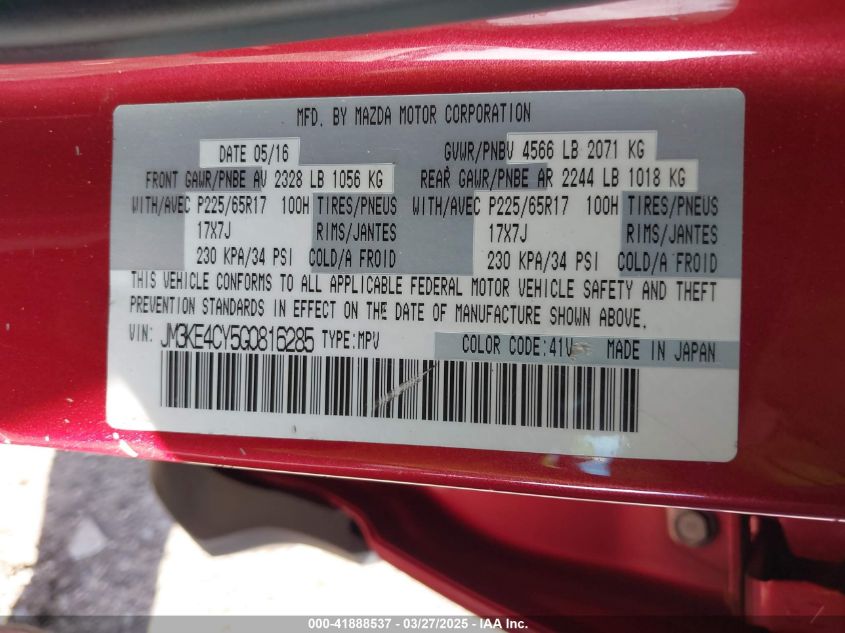 MFD. BY MAZDA MOTOR CORPORATION
DATE 05/16 GVWR/PNBV 4566 LB 2071 KG
FRONT GAWR/PNBE AV 2328 LB 1056 KG REAR GAWR/PNBE AR 2244 LB 1018 KG
WITH/AVEC P225/65R17 100H TIRES/PNEUS WITH/AVEC P225/65R17 100H TIRES/PNEUS
17X7J RIMS/JANTES 17X7J RIMS/JANTES
230 KPA/34 PSI COLD/A FROID 230 KPA/34 PSI COLD/A FROID
THIS VEHICLE CONFORMS TO ALL APPLICABLE FEDERAL MOTOR VEHICLE SAFETY AND THEFT
PREVENTION STANDARDS IN EFFECT ON THE DATE OF MANUFACTURE SHOWN ABOVE.
VIN: JM3KE4CY5G0816285 TYPE:MPV COLOR CODE:41V MADE IN JAPAN
000-41888537 - 03/27/2025 - IAA Inc.